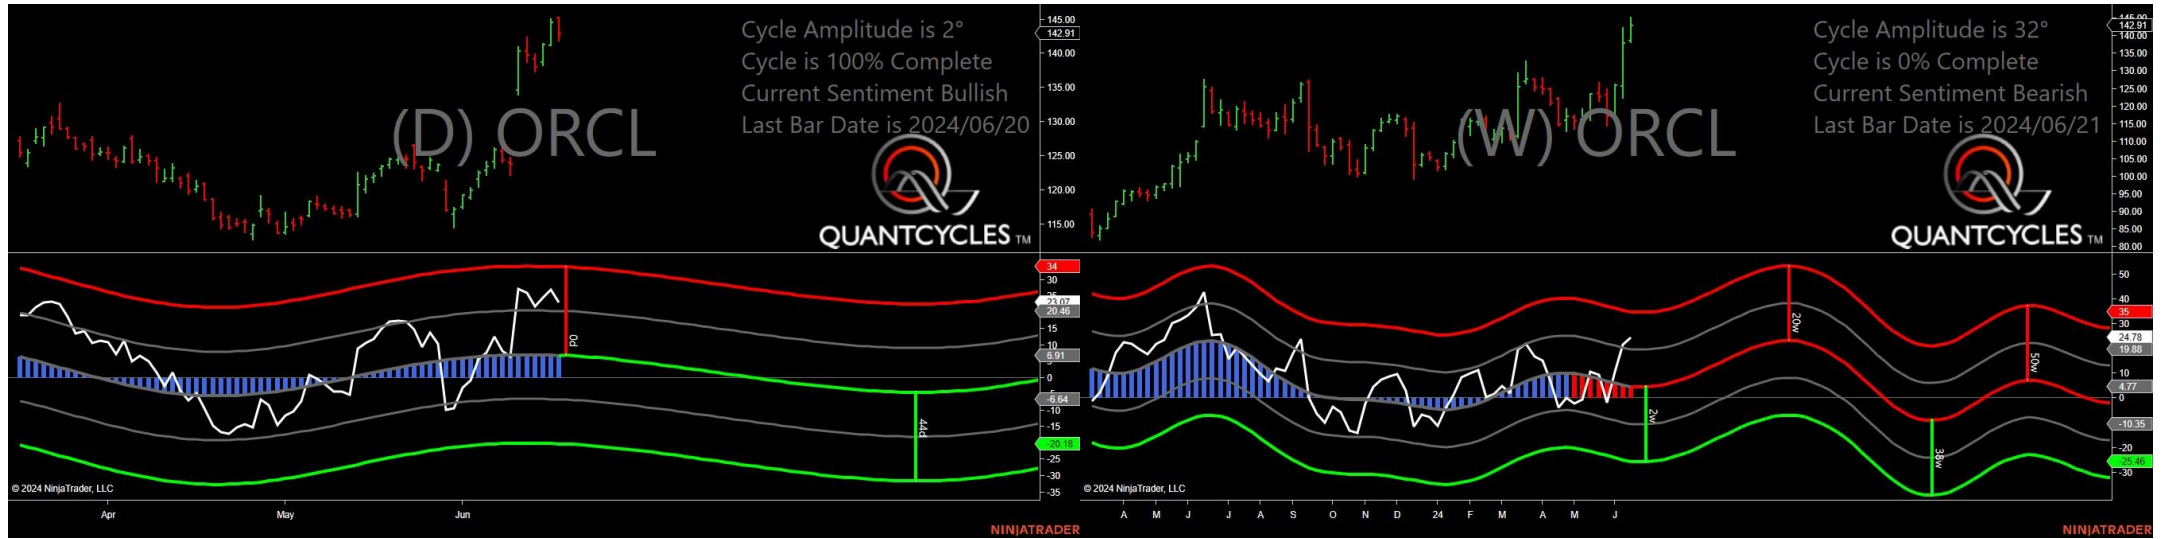 Cycle Amplitude is 2°
Cycle is 100% Complete
Current Sentiment Bullish
Last Bar Date is 2024/06/20
(D) ORCL
QUANTCYCLES TM
145.00
142.91
140.00
135.00
130.00
125.00
120.00
115.00
34
30
25
23.07
20.46
15
10
6.91
0
-6.64
-10
-15
-20.18
-25
-30
-35
0d
44d
© 2024 NinjaTrader, LLC
Apr May Jun
NINJATRADER
Cycle Amplitude is 32°
Cycle is 0% Complete
Current Sentiment Bearish
Last Bar Date is 2024/06/21
(W) ORCL
QUANTCYCLES TM
145.00
142.91
140.00
135.00
130.00
125.00
120.00
115.00
110.00
105.00
100.00
95.00
90.00
85.00
80.00
50
40
35
30
24.78
19.88
10
4.77
0
-10.35
-20
-25.46
-30
2w
20w
38w
50w
© 2024 NinjaTrader, LLC
A M J J A S O N D 24 F M A M J
NINJATRADER